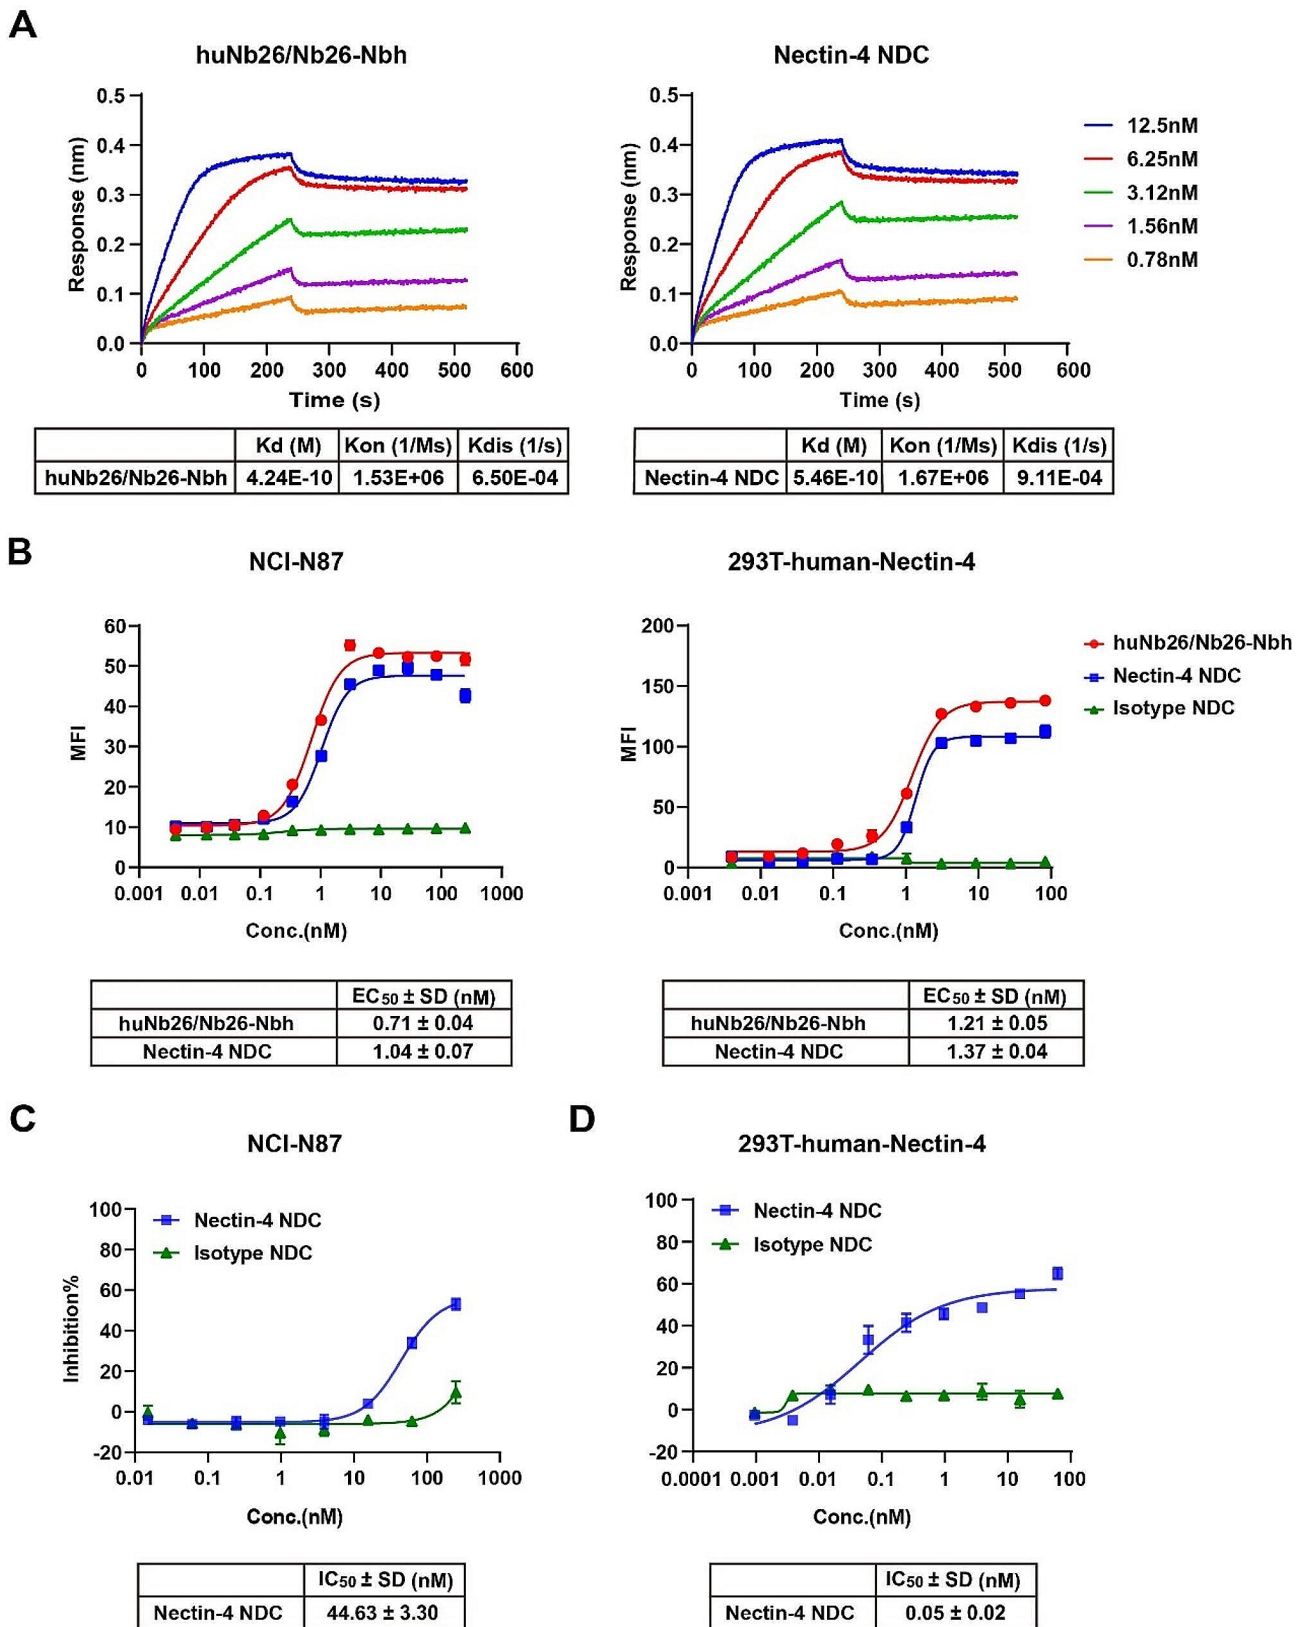 A
huNb26/Nb26-Nbh
Nectin-4 NDC
0.5
0.4
0.3
0.2
0.1
0.0
Response (nm)
0 100 200 300 400 500 600
Time (s)
0.5
0.4
0.3
0.2
0.1
0.0
Response (nm)
0 100 200 300 400 500 600
Time (s)
12.5nM
6.25nM
3.12nM
1.56nM
0.78nM
Kd (M) Kon (1/Ms) Kdis (1/s)
huNb26/Nb26-Nbh 4.24E-10 1.53E+06 6.50E-04
Kd (M) Kon (1/Ms) Kdis (1/s)
Nectin-4 NDC 5.46E-10 1.67E+06 9.11E-04
B
NCI-N87
293T-human-Nectin-4
60
50
40
30
20
10
0
MFI
0.001 0.01 0.1 1 10 100 1000
Conc.(nM)
200
150
100
50
0
MFI
0.001 0.01 0.1 1 10 100
Conc.(nM)
huNb26/Nb26-Nbh
Nectin-4 NDC
Isotype NDC
EC50 ± SD (nM)
huNb26/Nb26-Nbh 0.71 ± 0.04
Nectin-4 NDC 1.04 ± 0.07
EC50 ± SD (nM)
huNb26/Nb26-Nbh 1.21 ± 0.05
Nectin-4 NDC 1.37 ± 0.04
C
NCI-N87
100
80
60
40
20
0
-20
Inhibition%
Nectin-4 NDC
Isotype NDC
0.01 0.1 1 10 100 1000
Conc.(nM)
IC50 ± SD (nM)
Nectin-4 NDC 44.63 ± 3.30
D
293T-human-Nectin-4
100
80
60
40
20
0
-20
Nectin-4 NDC
Isotype NDC
0.0001 0.001 0.01 0.1 1 10 100
Conc.(nM)
IC50 ± SD (nM)
Nectin-4 NDC 0.05 ± 0.02